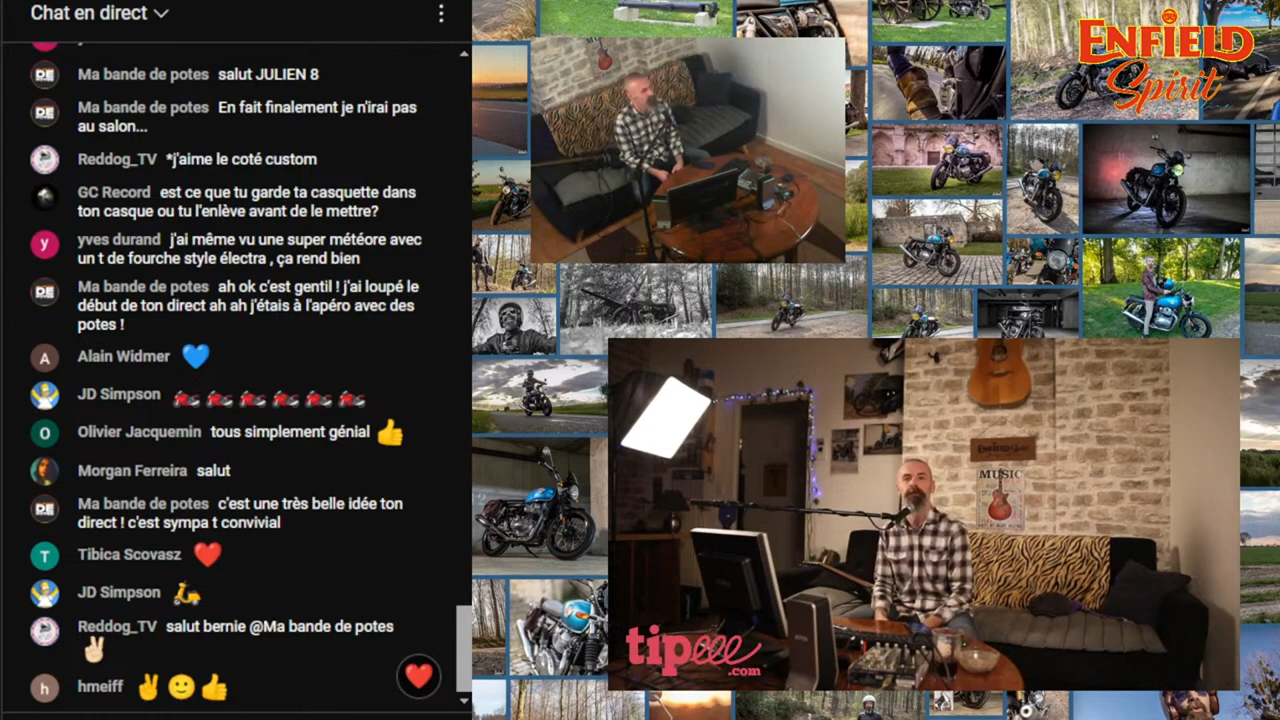 Chat en direct
Ma bande de potes salut JULIEN 8
Ma bande de potes En fait finalement je n'irai pas
au salon...
Reddog_TV *j'aime le coté custom
GC Record est ce que tu garde ta casquette dans
ton casque ou tu l'enlève avant de le mettre?
yves durand j'ai même vu une super météore avec
un t de fourche style électra , ça rend bien
Ma bande de potes ah ok c'est gentil ! j'ai loupé le
début de ton direct ah ah j'étais à l'apéro avec des
potes !
Alain Widmer 💙
JD Simpson 🏍️🏍️🏍️🏍️🏍️🏍️
Olivier Jacquemin tous simplement génial 👍
Morgan Ferreira salut
Ma bande de potes c'est une très belle idée ton
direct ! c'est sympa t convivial
Tibica Scovasz ❤️
JD Simpson 🛵
Reddog_TV salut bernie @Ma bande de potes
✌🏻
hmeiff ✌️🙂👍
ENFIELD
Spirit
MUSIC
tipeee
.com